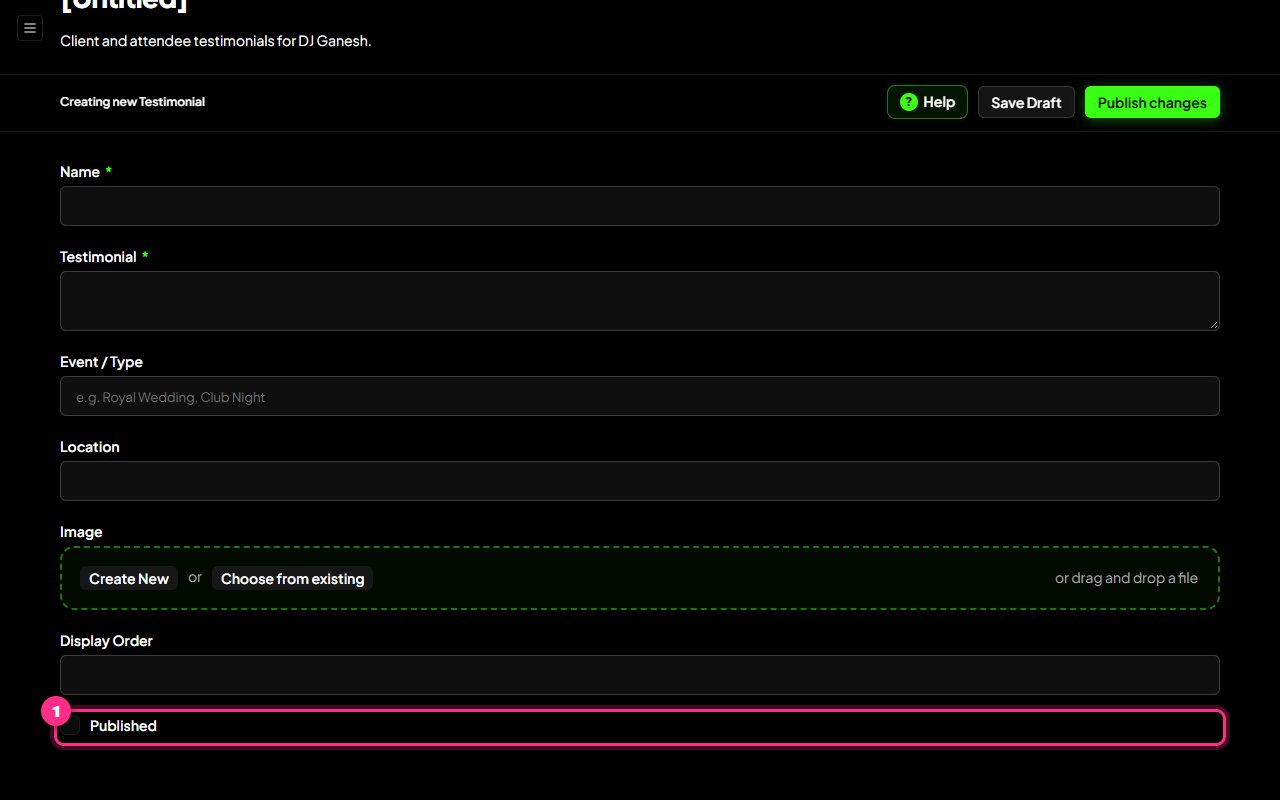 [Untitled]
Client and attendee testimonials for DJ Ganesh.
Creating new Testimonial
? Help
Save Draft
Publish changes
Name *
Testimonial *
Event / Type
e.g. Royal Wedding, Club Night
Location
Image
Create New or Choose from existing
or drag and drop a file
Display Order
1
Published